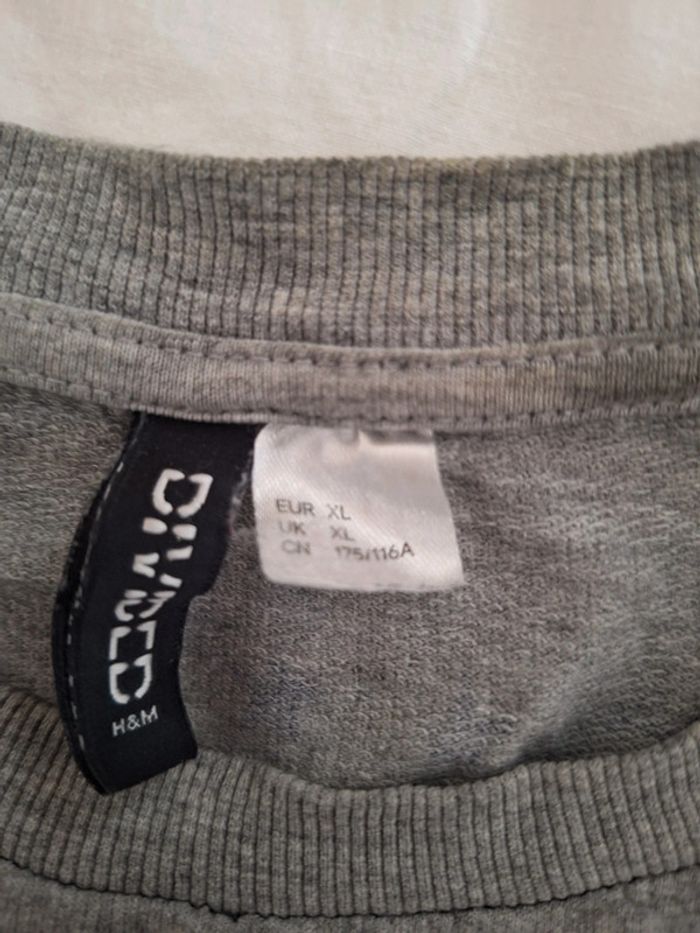 DIVIDED
H&M
EUR XL
UK XL
CN 175/116A